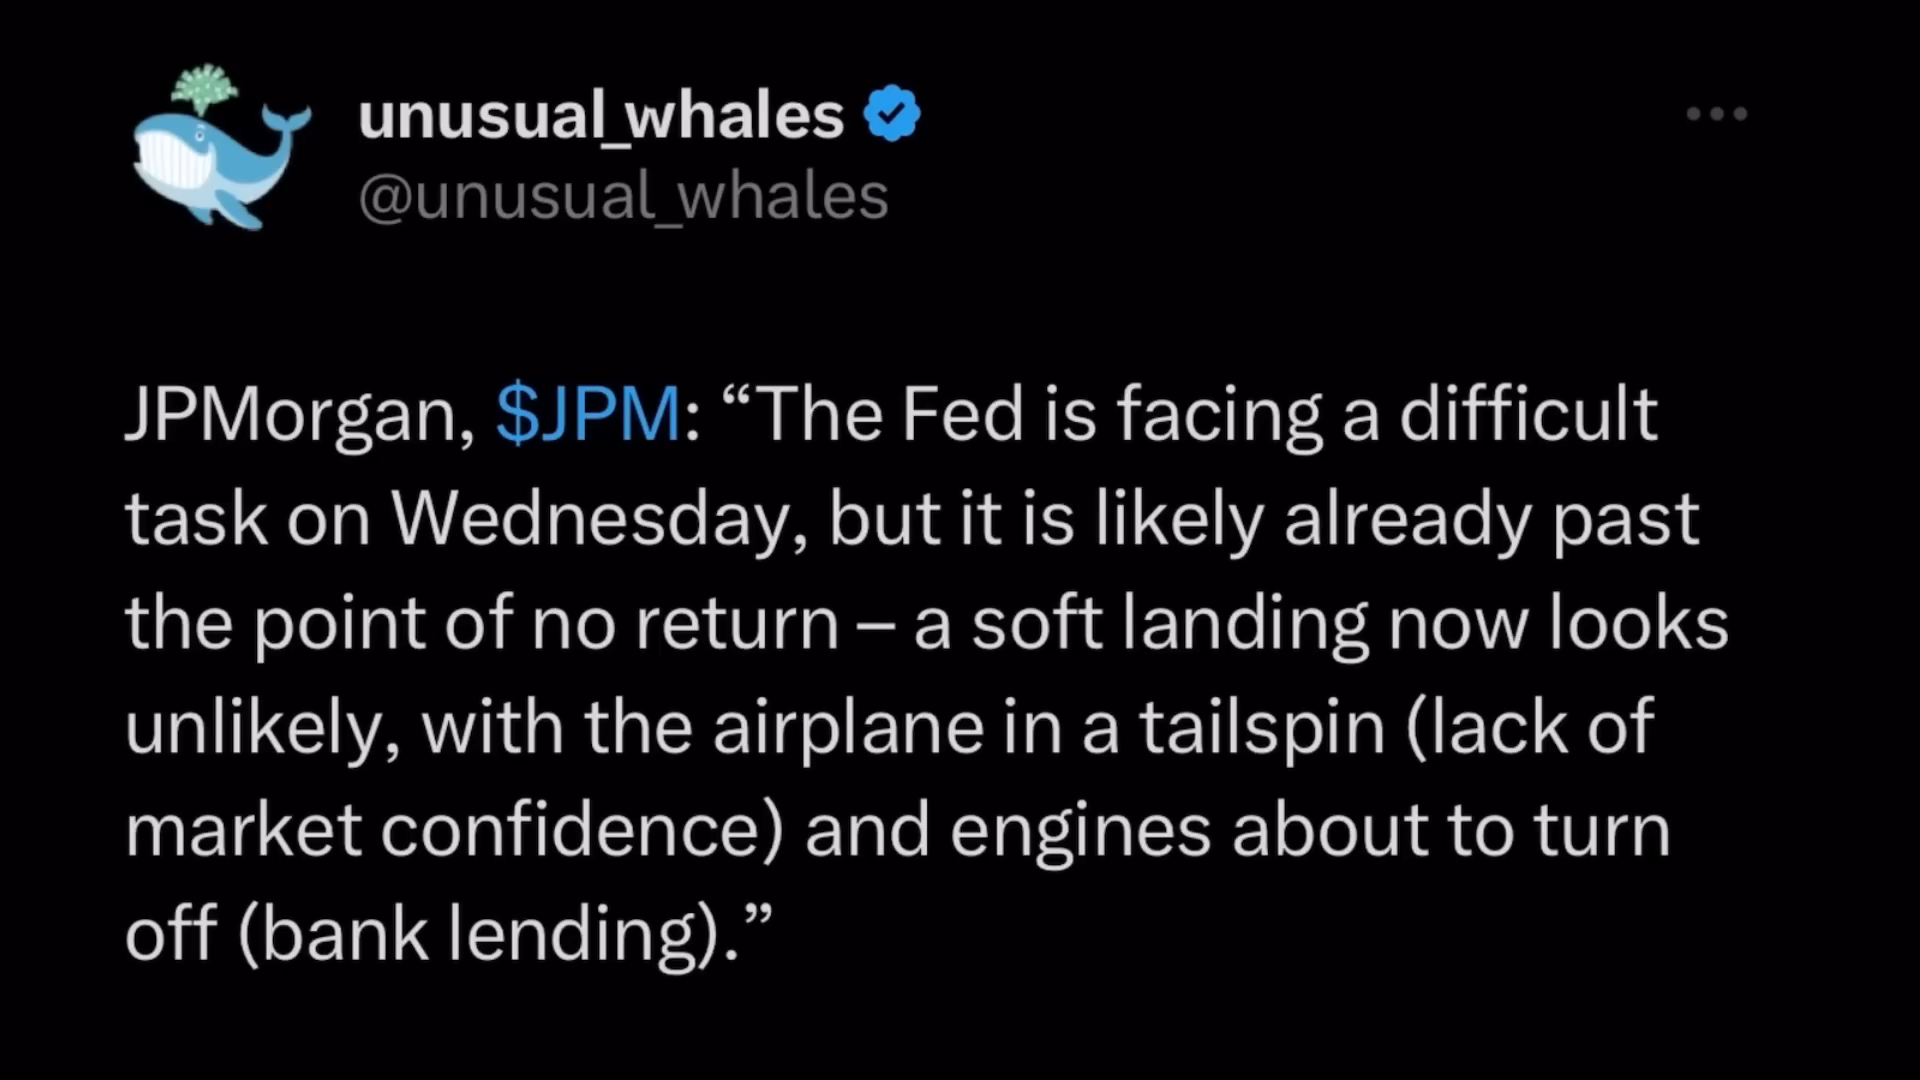 unusual_whales
@unusual_whales
JPMorgan, $JPM: “The Fed is facing a difficult
task on Wednesday, but it is likely already past
the point of no return – a soft landing now looks
unlikely, with the airplane in a tailspin (lack of
market confidence) and engines about to turn
off (bank lending).”